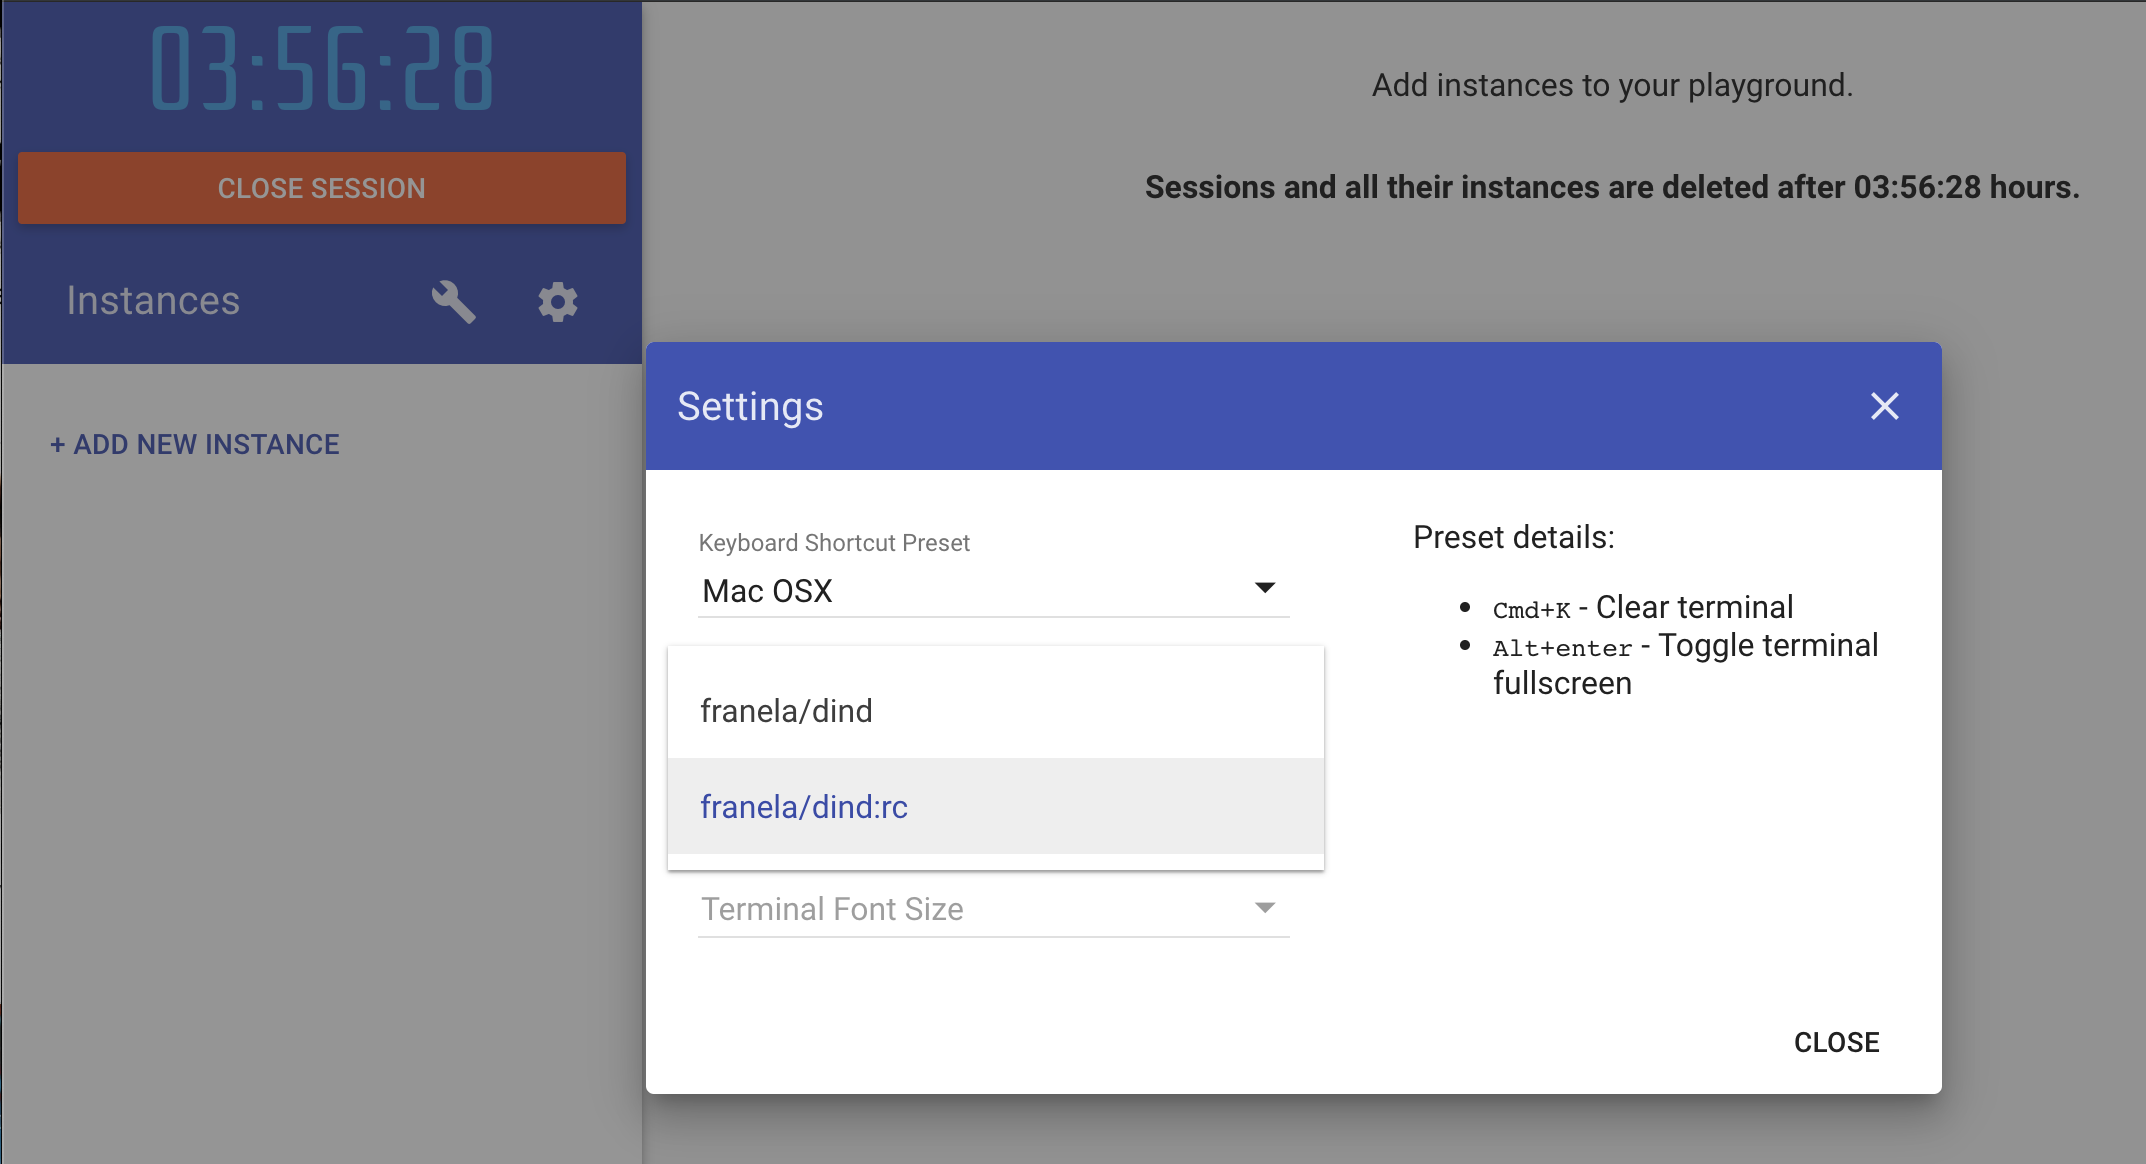 03:56:28
CLOSE SESSION
Instances
+ ADD NEW INSTANCE
Add instances to your playground.
Sessions and all their instances are deleted after 03:56:28 hours.
Settings
Keyboard Shortcut Preset
Mac OSX
franela/dind
franela/dind:rc
Terminal Font Size
Preset details:
• Cmd+K - Clear terminal
• Alt+enter - Toggle terminal
fullscreen
CLOSE